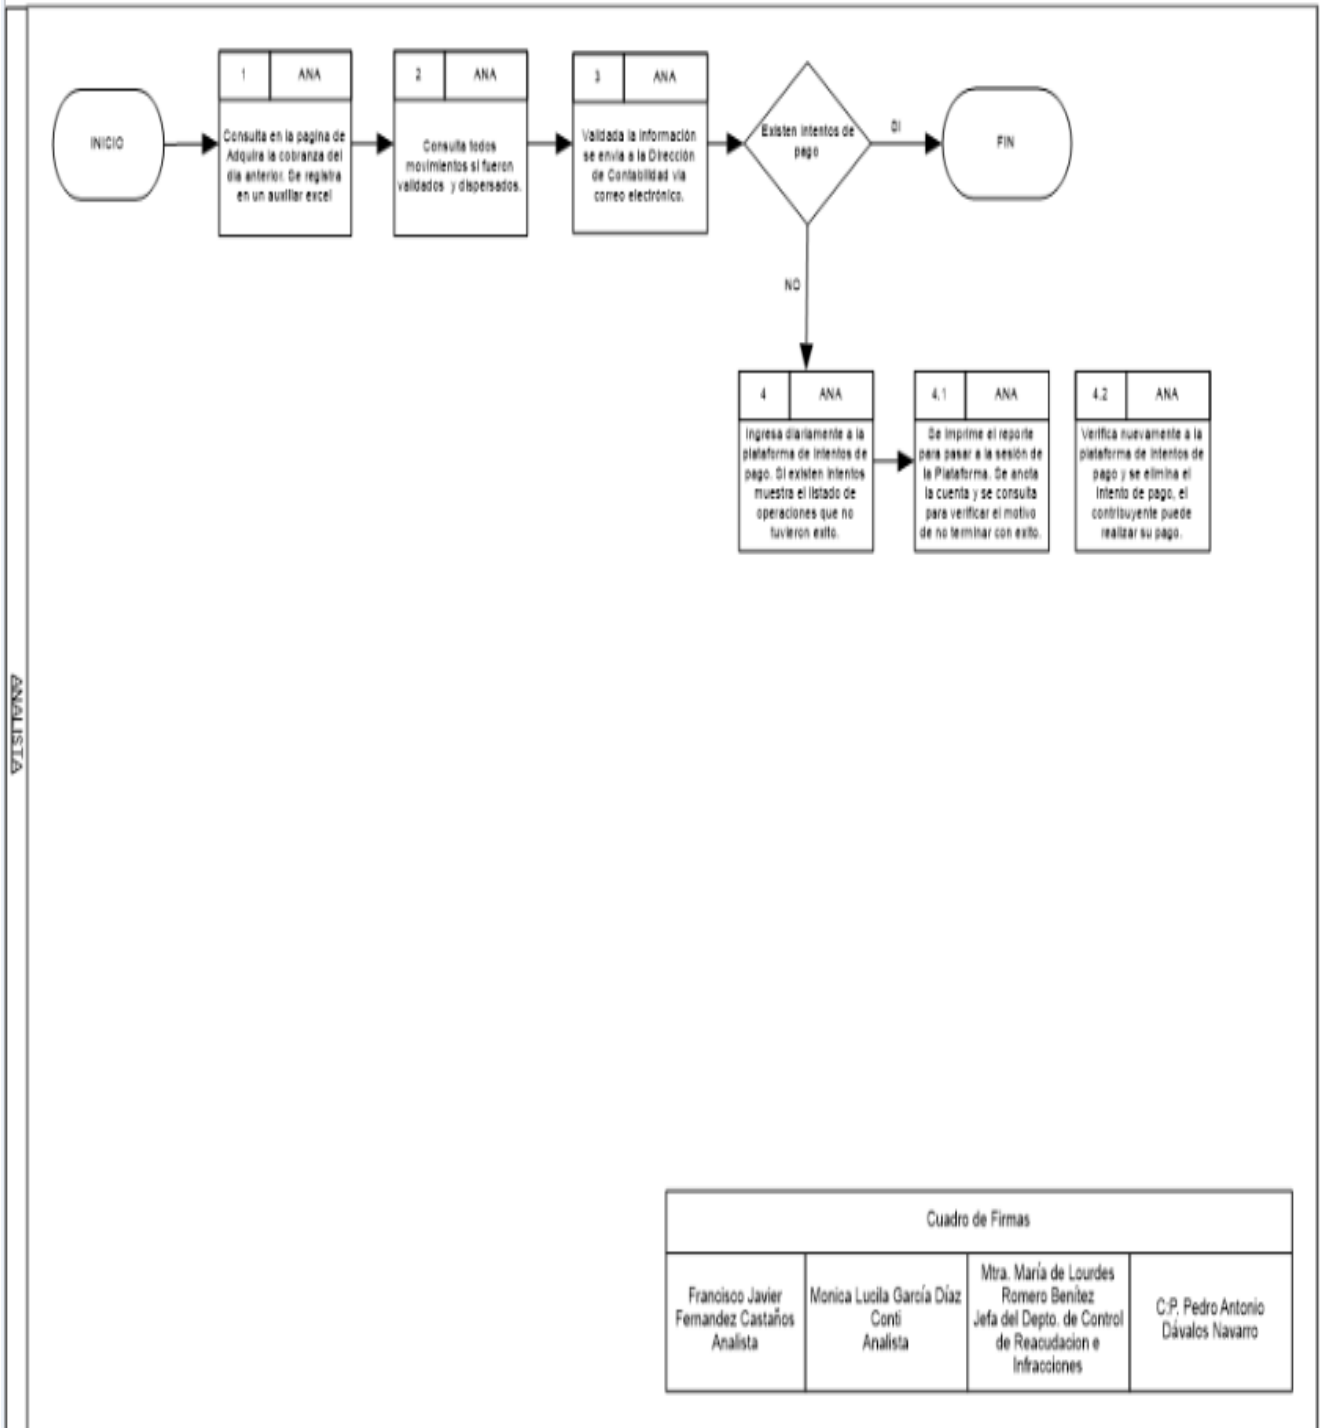 INICIO
1
ANA
Consulta en la pagina de
Adquira la cobranza del
dia anterior. Se registra
en un auxiliar excel
2
ANA
Consulta todos
movimientos si fueron
validados y dispersados.
3
ANA
Validada la información
se envia a la Dirección
de Contabilidad via
correo electrónico.
Existen intentos de
pago
SI
FIN
NO
4
ANA
Ingresa diariamente a la
plataforma de intentos de
pago. Si existen intentos
muestra el listado de
operaciones que no
tuvieron exito.
4.1
ANA
Se imprime el reporte
para pasar a la sesión de
la Plataforma. Se anota
la cuenta y se consulta
para verificar el motivo
de no terminar con exito.
4.2
ANA
Verifica nuevamente a la
plataforma de intentos de
pago y se elimina el
intento de pago, el
contribuyente puede
realizar su pago.
ANALISTA
Cuadro de Firmas
Francisco Javier
Fernandez Castaños
Analista
Monica Lucila García Díaz
Conti
Analista
Mtra. María de Lourdes
Romero Benítez
Jefa del Depto. de Control
de Reacudacion e
Infracciones
C.P. Pedro Antonio
Dávalos Navarro